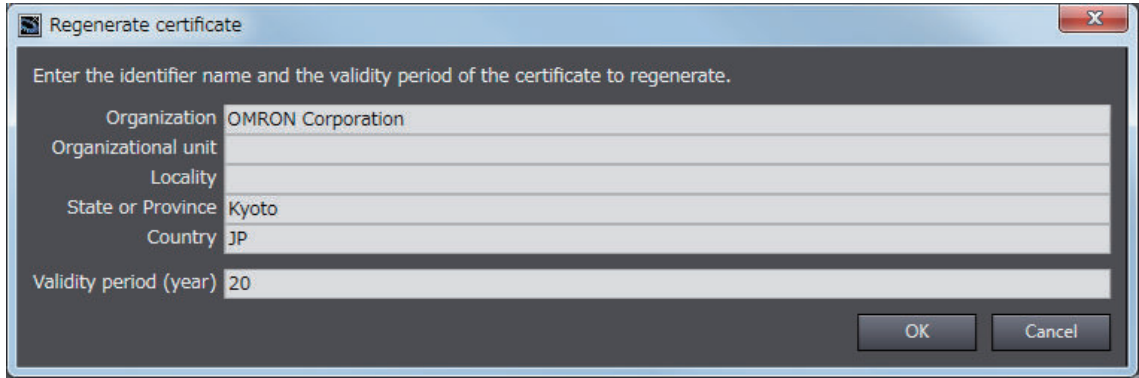 Regenerate certificate
Enter the identifier name and the validity period of the certificate to regenerate.
Organization OMRON Corporation
Organizational unit
Locality
State or Province Kyoto
Country JP
Validity period (year) 20
OK Cancel